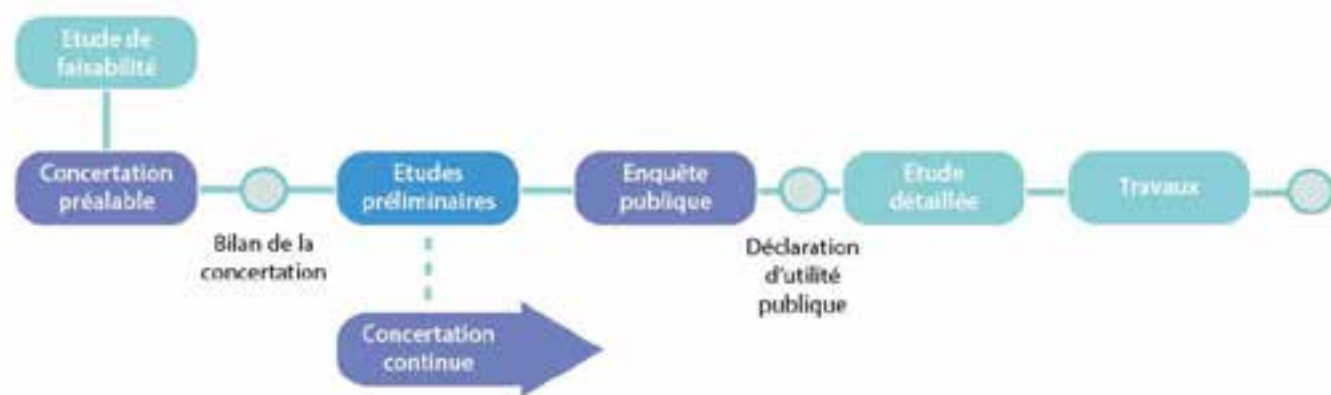 Etude de
faisabilité
Concertation
préalable
Bilan de la
concertation
Etudes
préliminaires
Concertation
continue
Enquête
publique
Déclaration
d'utilité
publique
Etude
détaillée
Travaux